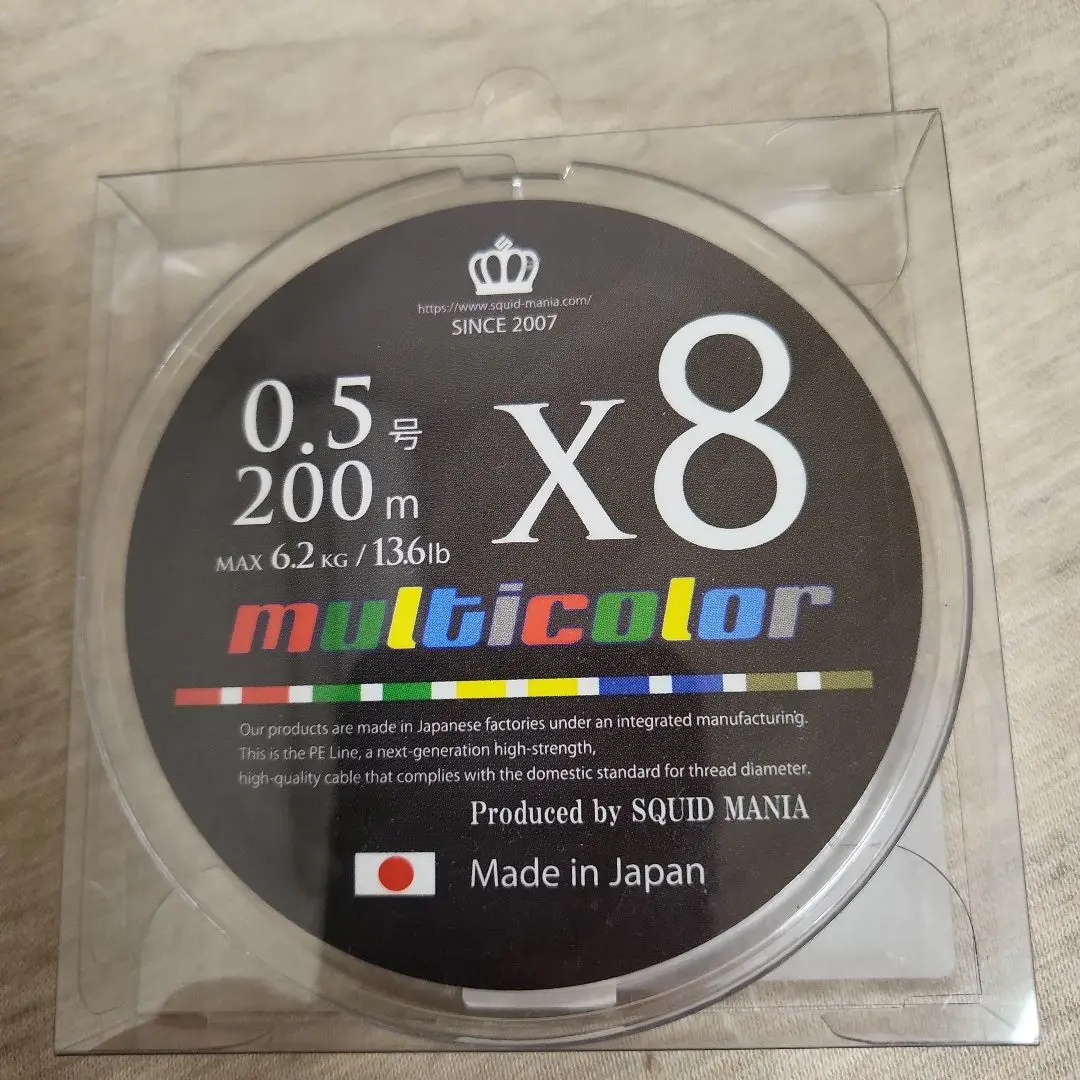 https://www.squid-mania.com/
SINCE 2007
0.5号
200m
MAX 6.2KG / 13.6lb
x8
multicolor
Our products are made in Japanese factories under an integrated manufacturing.
This is the PE Line, a next-generation high-strength,
high-quality cable that complies with the domestic standard for thread diameter.
Produced by SQUID MANIA
Made in Japan